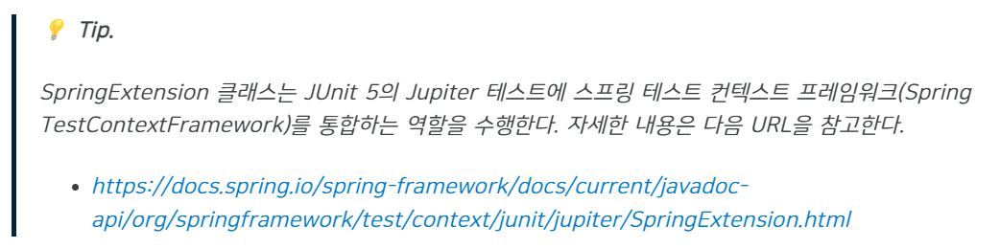 💡 Tip.
SpringExtension 클래스는 JUnit 5의 Jupiter 테스트에 스프링 테스트 컨텍스트 프레임워크(Spring
TestContextFramework)를 통합하는 역할을 수행한다. 자세한 내용은 다음 URL을 참고한다.
• https://docs.spring.io/spring-framework/docs/current/javadoc-
api/org/springframework/test/context/junit/jupiter/SpringExtension.html